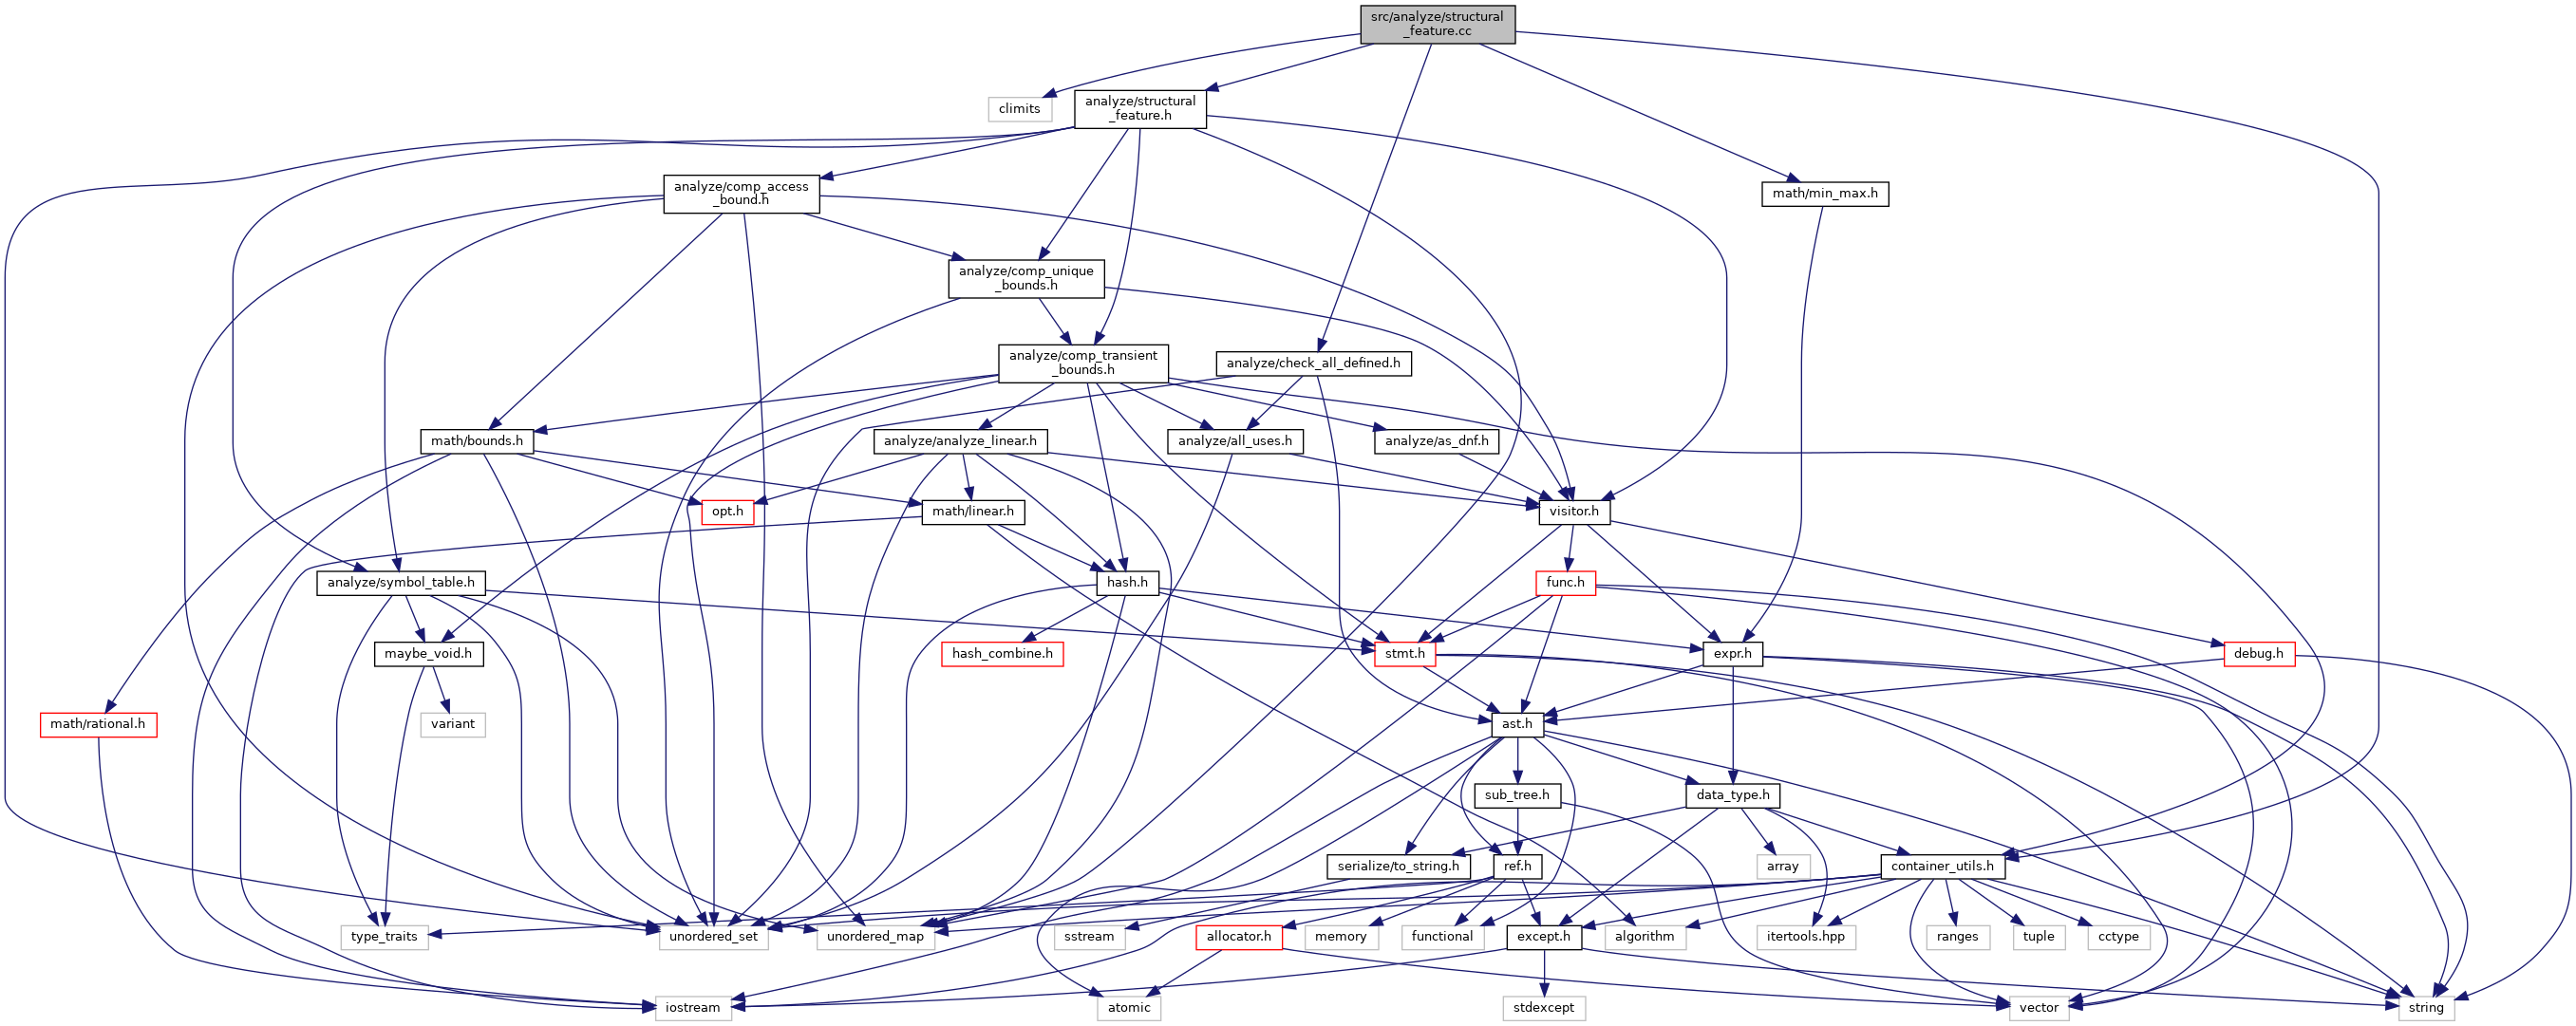 src/analyze/structural
_feature.cc
climits
analyze/structural
_feature.h
analyze/comp_access
_bound.h
math/min_max.h
analyze/comp_unique
_bounds.h
analyze/comp_transient
_bounds.h
analyze/check_all_defined.h
math/bounds.h
analyze/analyze_linear.h
analyze/all_uses.h
analyze/as_dnf.h
opt.h
math/linear.h
visitor.h
analyze/symbol_table.h
hash.h
func.h
maybe_void.h
hash_combine.h
stmt.h
expr.h
debug.h
math/rational.h
variant
ast.h
sub_tree.h
data_type.h
serialize/to_string.h
ref.h
array
container_utils.h
type_traits
unordered_set
unordered_map
sstream
allocator.h
memory
functional
except.h
algorithm
itertools.hpp
ranges
tuple
cctype
iostream
atomic
stdexcept
vector
string